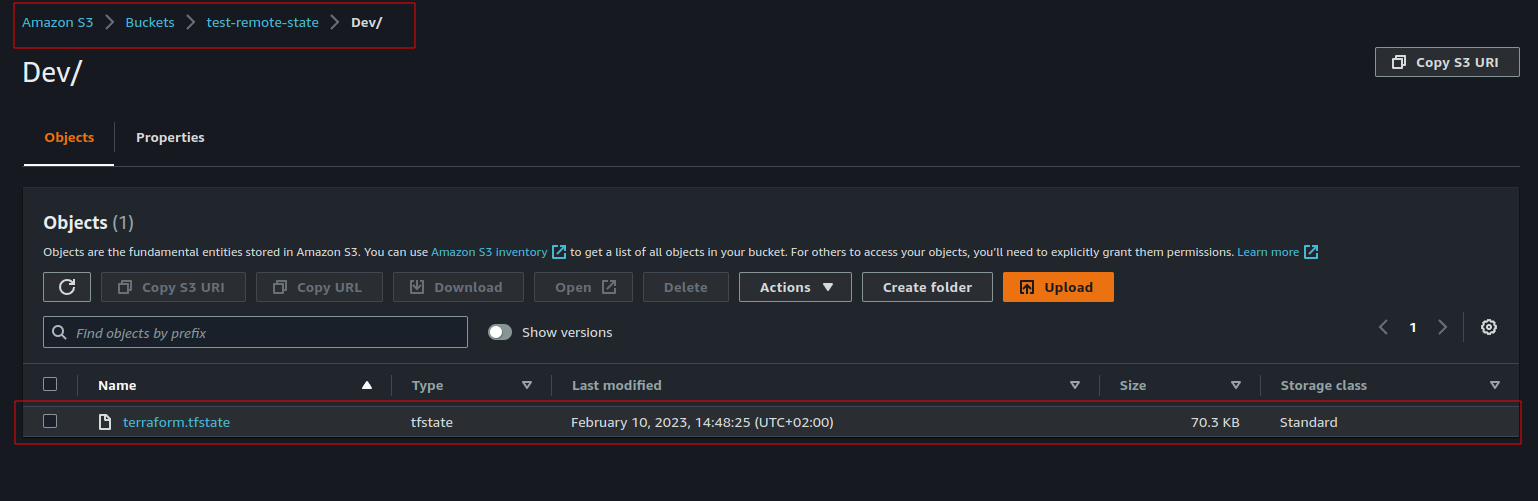 Amazon S3 > Buckets > test-remote-state > Dev/
Dev/
Copy S3 URI
Objects
Properties
Objects (1)
Objects are the fundamental entities stored in Amazon S3. You can use Amazon S3 inventory to get a list of all objects in your bucket. For others to access your objects, you'll need to explicitly grant them permissions. Learn more
Copy S3 URI Copy URL Download Open Delete Actions Create folder Upload
Find objects by prefix
Show versions
1
Name Type Last modified Size Storage class
terraform.tfstate tfstate February 10, 2023, 14:48:25 (UTC+02:00) 70.3 KB Standard